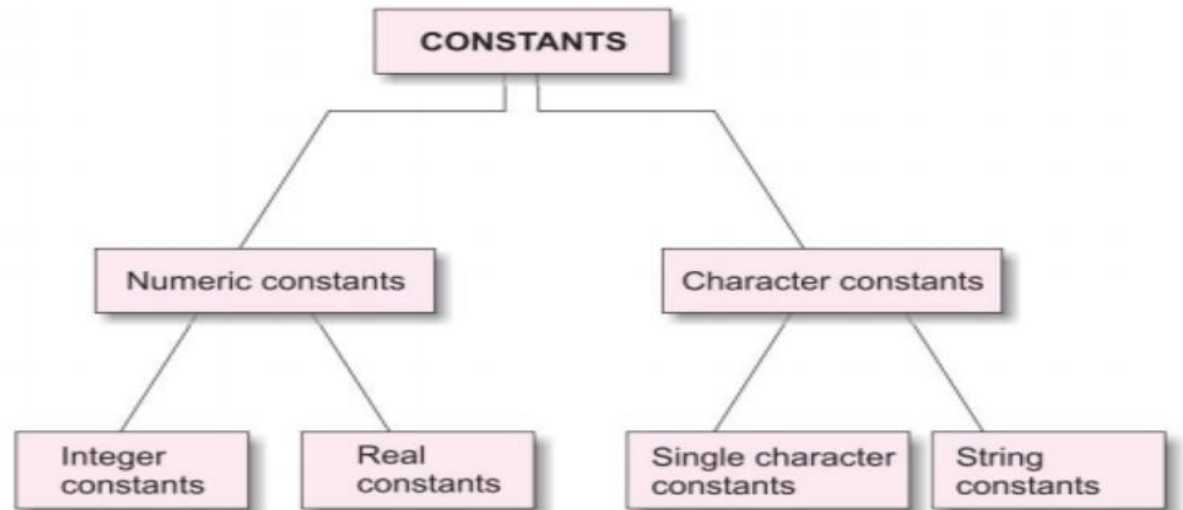 CONSTANTS
Numeric constants
Character constants
Integer
constants
Real
constants
Single character
constants
String
constants